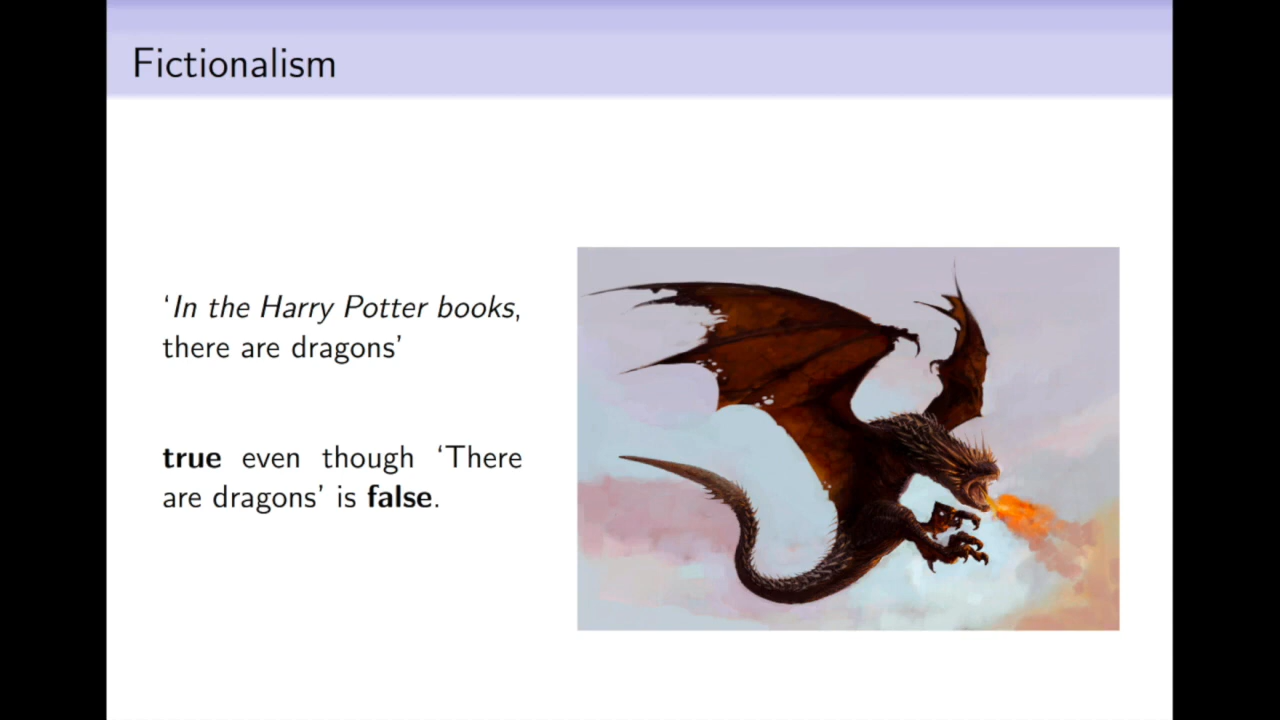 Fictionalism
‘In the Harry Potter books,
there are dragons’
true even though ‘There
are dragons’ is false.